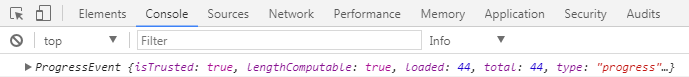 Elements Console Sources Network Performance Memory Application Security Audits
top Filter Info
ProgressEvent {isTrusted: true, lengthComputable: true, loaded: 44, total: 44, type: "progress"…}